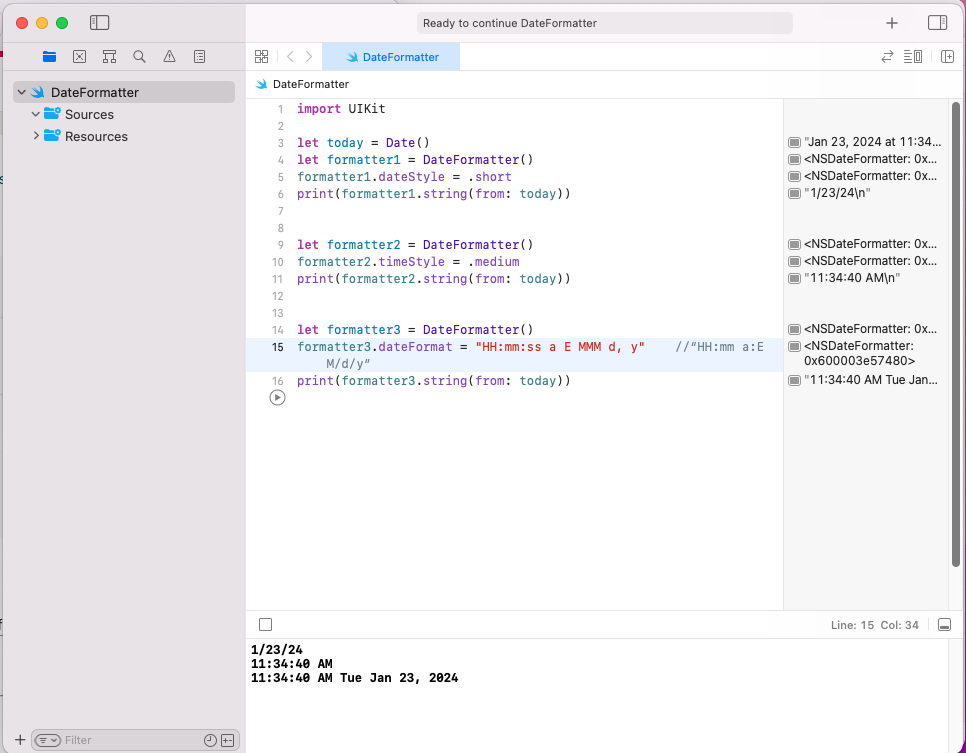 Ready to continue DateFormatter
DateFormatter
DateFormatter
DateFormatter
Sources
Resources
1 import UIKit
2
3 let today = Date()
4 let formatter1 = DateFormatter()
5 formatter1.dateStyle = .short
6 print(formatter1.string(from: today))
7
8
9 let formatter2 = DateFormatter()
10 formatter2.timeStyle = .medium
11 print(formatter2.string(from: today))
12
13
14 let formatter3 = DateFormatter()
15 formatter3.dateFormat = "HH:mm:ss a E MMM d, y" //“HH:mm a:E
M/d/y”
16 print(formatter3.string(from: today))
"Jan 23, 2024 at 11:34...
<NSDateFormatter: 0x...
<NSDateFormatter: 0x...
"1/23/24\n"
<NSDateFormatter: 0x...
<NSDateFormatter: 0x...
"11:34:40 AM\n"
<NSDateFormatter: 0x...
<NSDateFormatter:
0x600003e57480>
"11:34:40 AM Tue Jan...
Line: 15 Col: 34
1/23/24
11:34:40 AM
11:34:40 AM Tue Jan 23, 2024
Filter